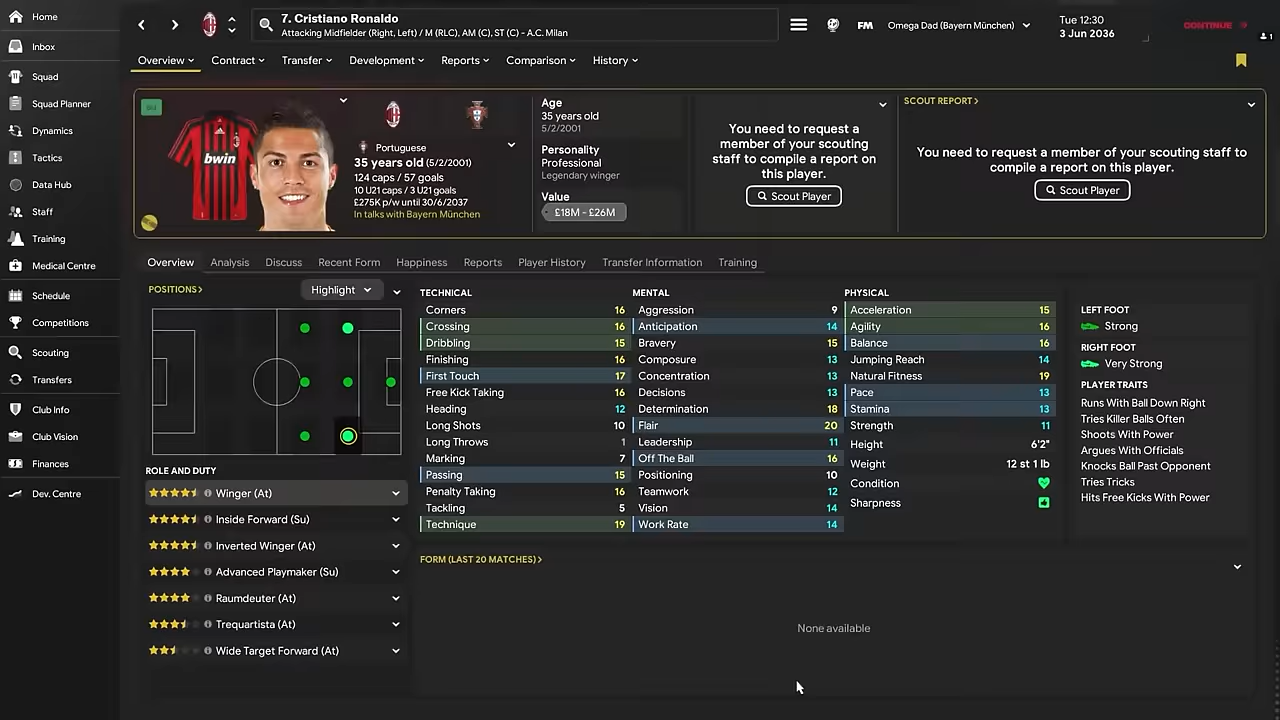 Home
Inbox
Squad
Squad Planner
Dynamics
Tactics
Data Hub
Staff
Training
Medical Centre
Schedule
Competitions
Scouting
Transfers
Club Info
Club Vision
Finances
Dev. Centre
7. Cristiano Ronaldo
Attacking Midfielder (Right, Left) / M (RLC), AM (C), ST (C) - A.C. Milan
FM
Omega Dad (Bayern München)
Tue 12:30
3 Jun 2036
CONTINUE
1
Overview
Contract
Transfer
Development
Reports
Comparison
History
bwin
Portuguese
35 years old (5/2/2001)
124 caps / 57 goals
10 U21 caps / 3 U21 goals
£275K p/w until 30/6/2037
In talks with Bayern München
Age
35 years old
5/2/2001
Personality
Professional
Legendary winger
Value
£18M - £26M
You need to request a
member of your scouting
staff to compile a report on
this player.
Scout Player
SCOUT REPORT >
You need to request a member of your scouting staff to
compile a report on this player.
Scout Player
Overview
Analysis
Discuss
Recent Form
Happiness
Reports
Player History
Transfer Information
Training
POSITIONS >
Highlight
ROLE AND DUTY
Winger (At)
Inside Forward (Su)
Inverted Winger (At)
Advanced Playmaker (Su)
Raumdeuter (At)
Trequartista (At)
Wide Target Forward (At)
TECHNICAL
Corners 16
Crossing 16
Dribbling 15
Finishing 16
First Touch 17
Free Kick Taking 16
Heading 12
Long Shots 10
Long Throws 1
Marking 7
Passing 15
Penalty Taking 16
Tackling 5
Technique 19
MENTAL
Aggression 9
Anticipation 14
Bravery 15
Composure 13
Concentration 13
Decisions 13
Determination 18
Flair 20
Leadership 11
Off The Ball 16
Positioning 10
Teamwork 12
Vision 14
Work Rate 14
PHYSICAL
Acceleration 15
Agility 16
Balance 16
Jumping Reach 14
Natural Fitness 19
Pace 13
Stamina 13
Strength 11
Height 6'2"
Weight 12 st 1 lb
Condition
Sharpness
LEFT FOOT
Strong
RIGHT FOOT
Very Strong
PLAYER TRAITS
Runs With Ball Down Right
Tries Killer Balls Often
Shoots With Power
Argues With Officials
Knocks Ball Past Opponent
Tries Tricks
Hits Free Kicks With Power
FORM (LAST 20 MATCHES) >
None available